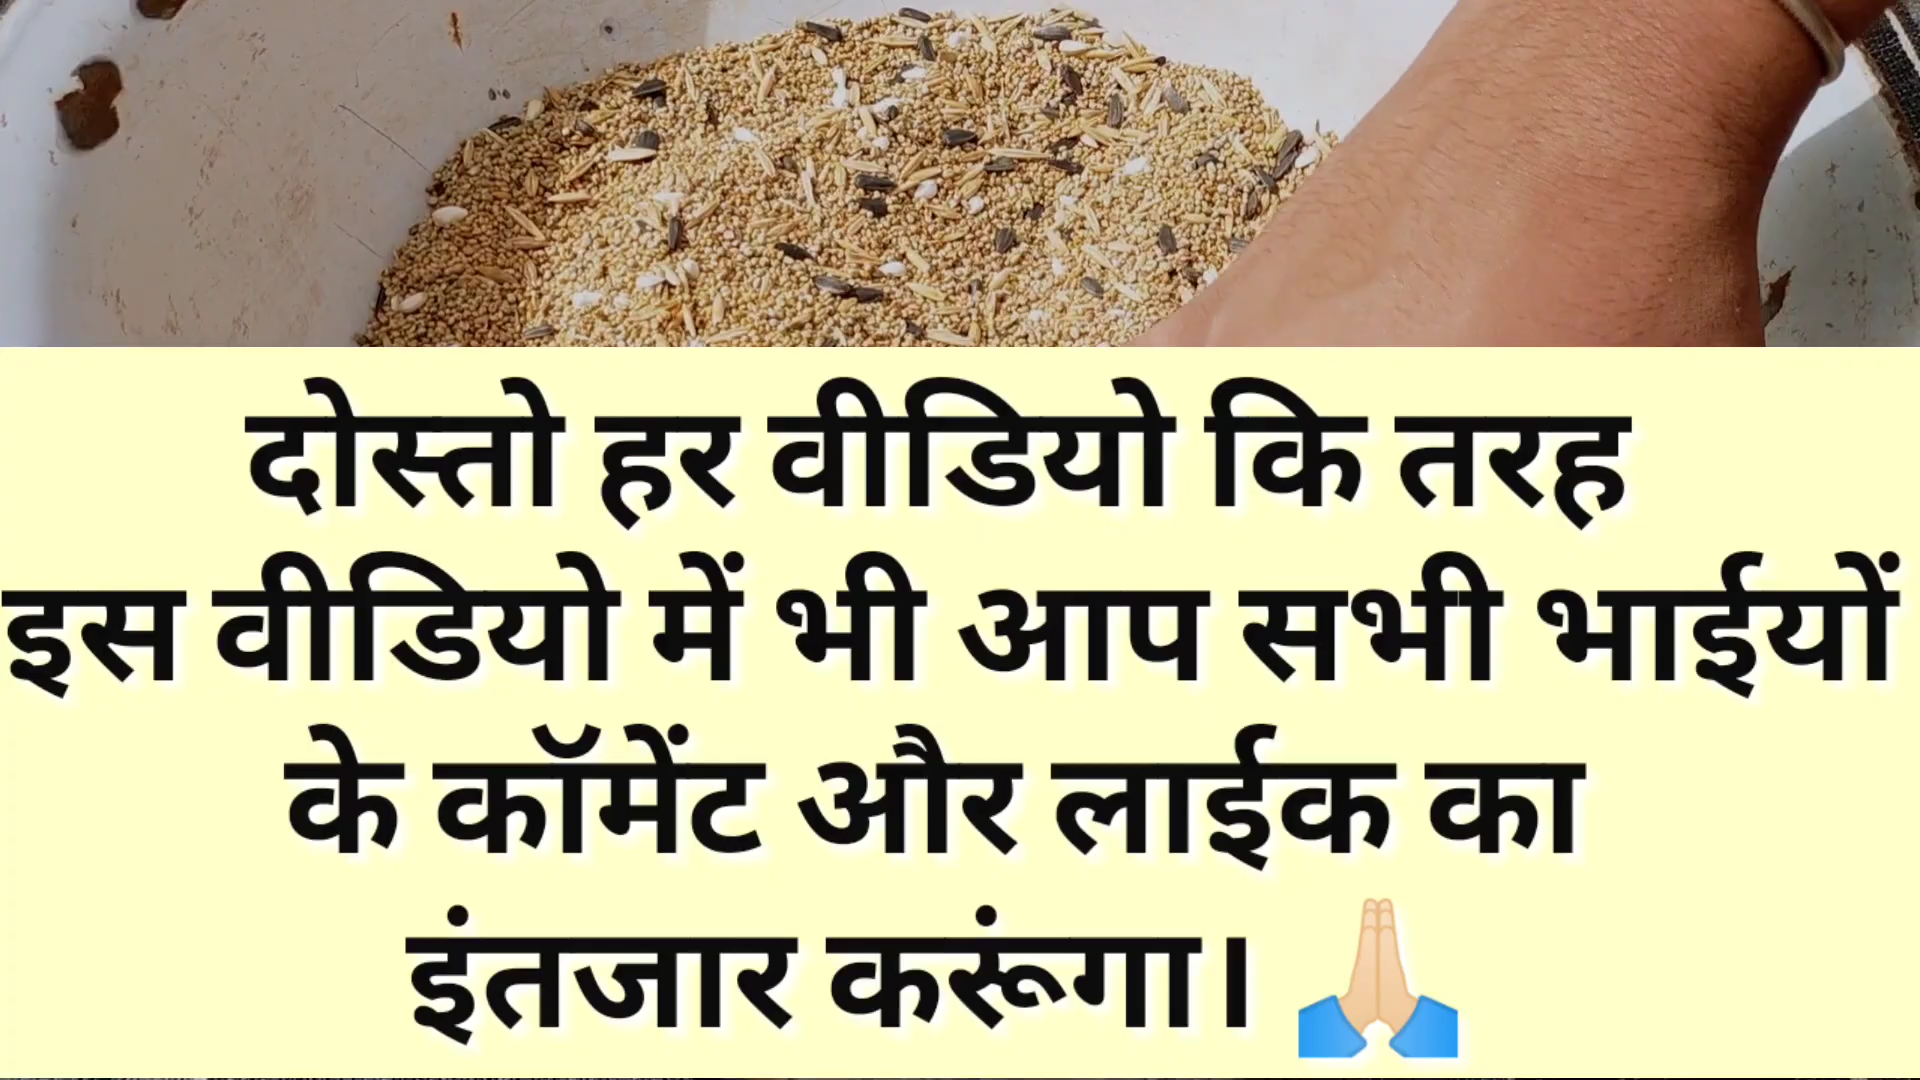 दोस्तो हर वीडियो कि तरह
इस वीडियो में भी आप सभी भाईयों
के कॉमेंट और लाईक का
इंतजार करूंगा। 🙏🏻